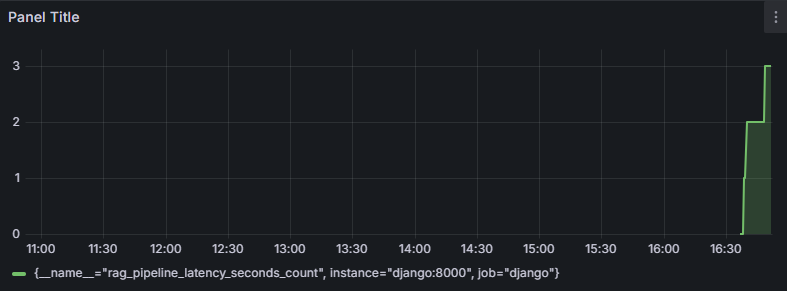 Panel Title
3
2
1
0
11:00 11:30 12:00 12:30 13:00 13:30 14:00 14:30 15:00 15:30 16:00 16:30
{__name__="rag_pipeline_latency_seconds_count", instance="django:8000", job="django"}